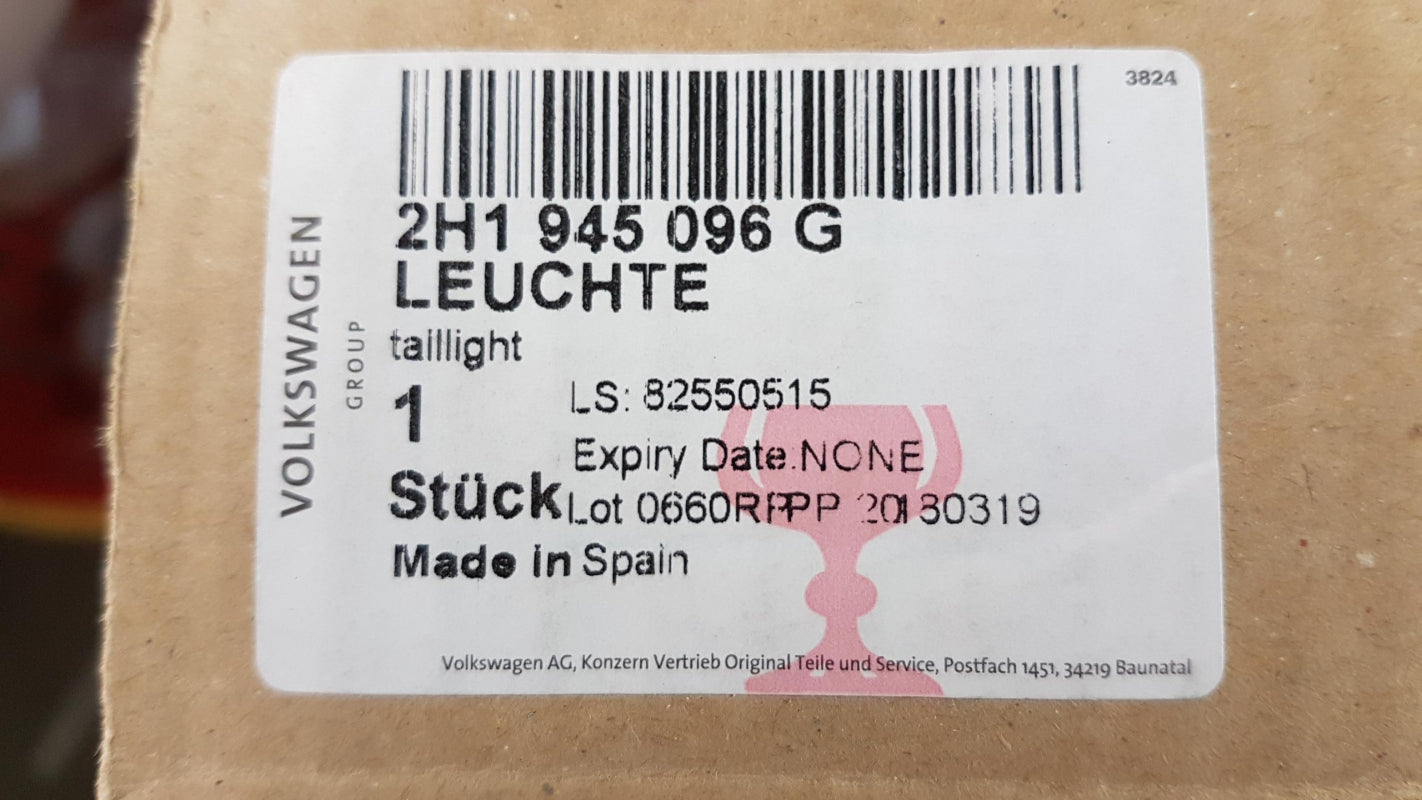 3824
VOLKSWAGEN
GROUP
2H1 945 096 G
LEUCHTE
taillight
1
LS: 82550515
Expiry Date:NONE
Stück
Lot 0660RPPP 20180319
Made in Spain
Volkswagen AG, Konzern Vertrieb Original Teile und Service, Postfach 1451, 34219 Baunatal